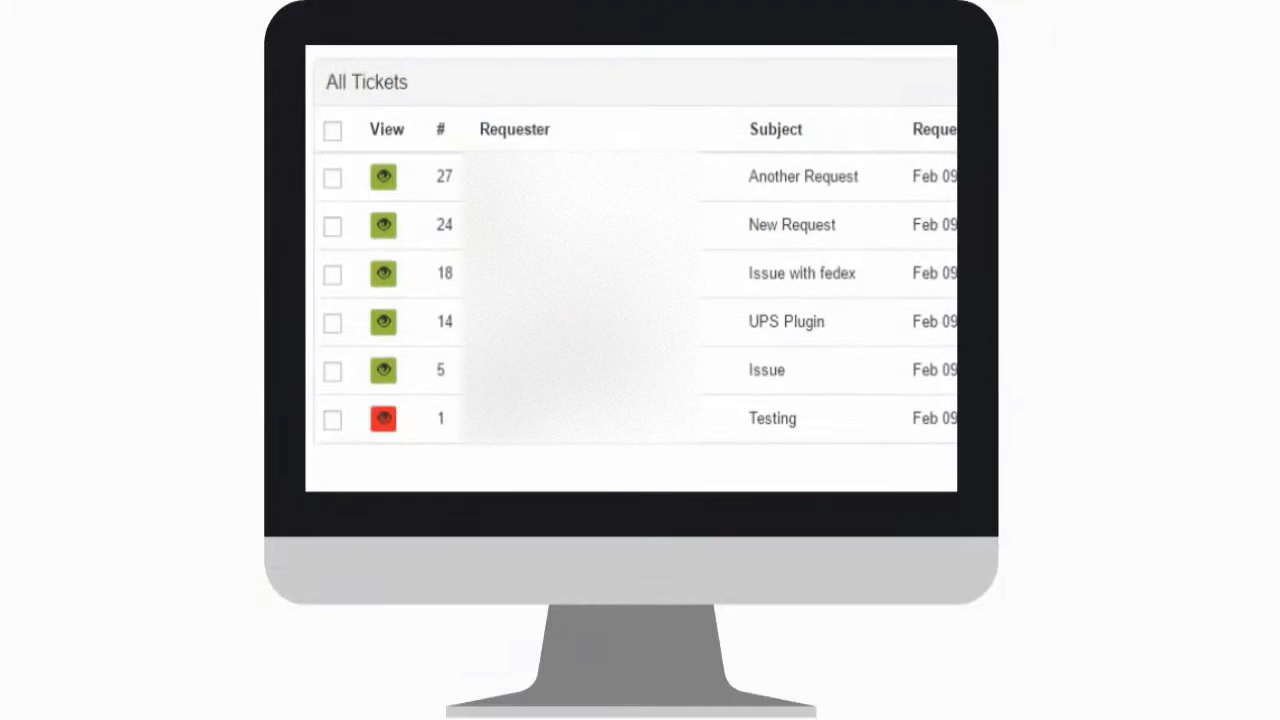 All Tickets
View # Requester Subject Reque
27 Another Request Feb 09
24 New Request Feb 09
18 Issue with fedex Feb 09
14 UPS Plugin Feb 09
5 Issue Feb 09
1 Testing Feb 09